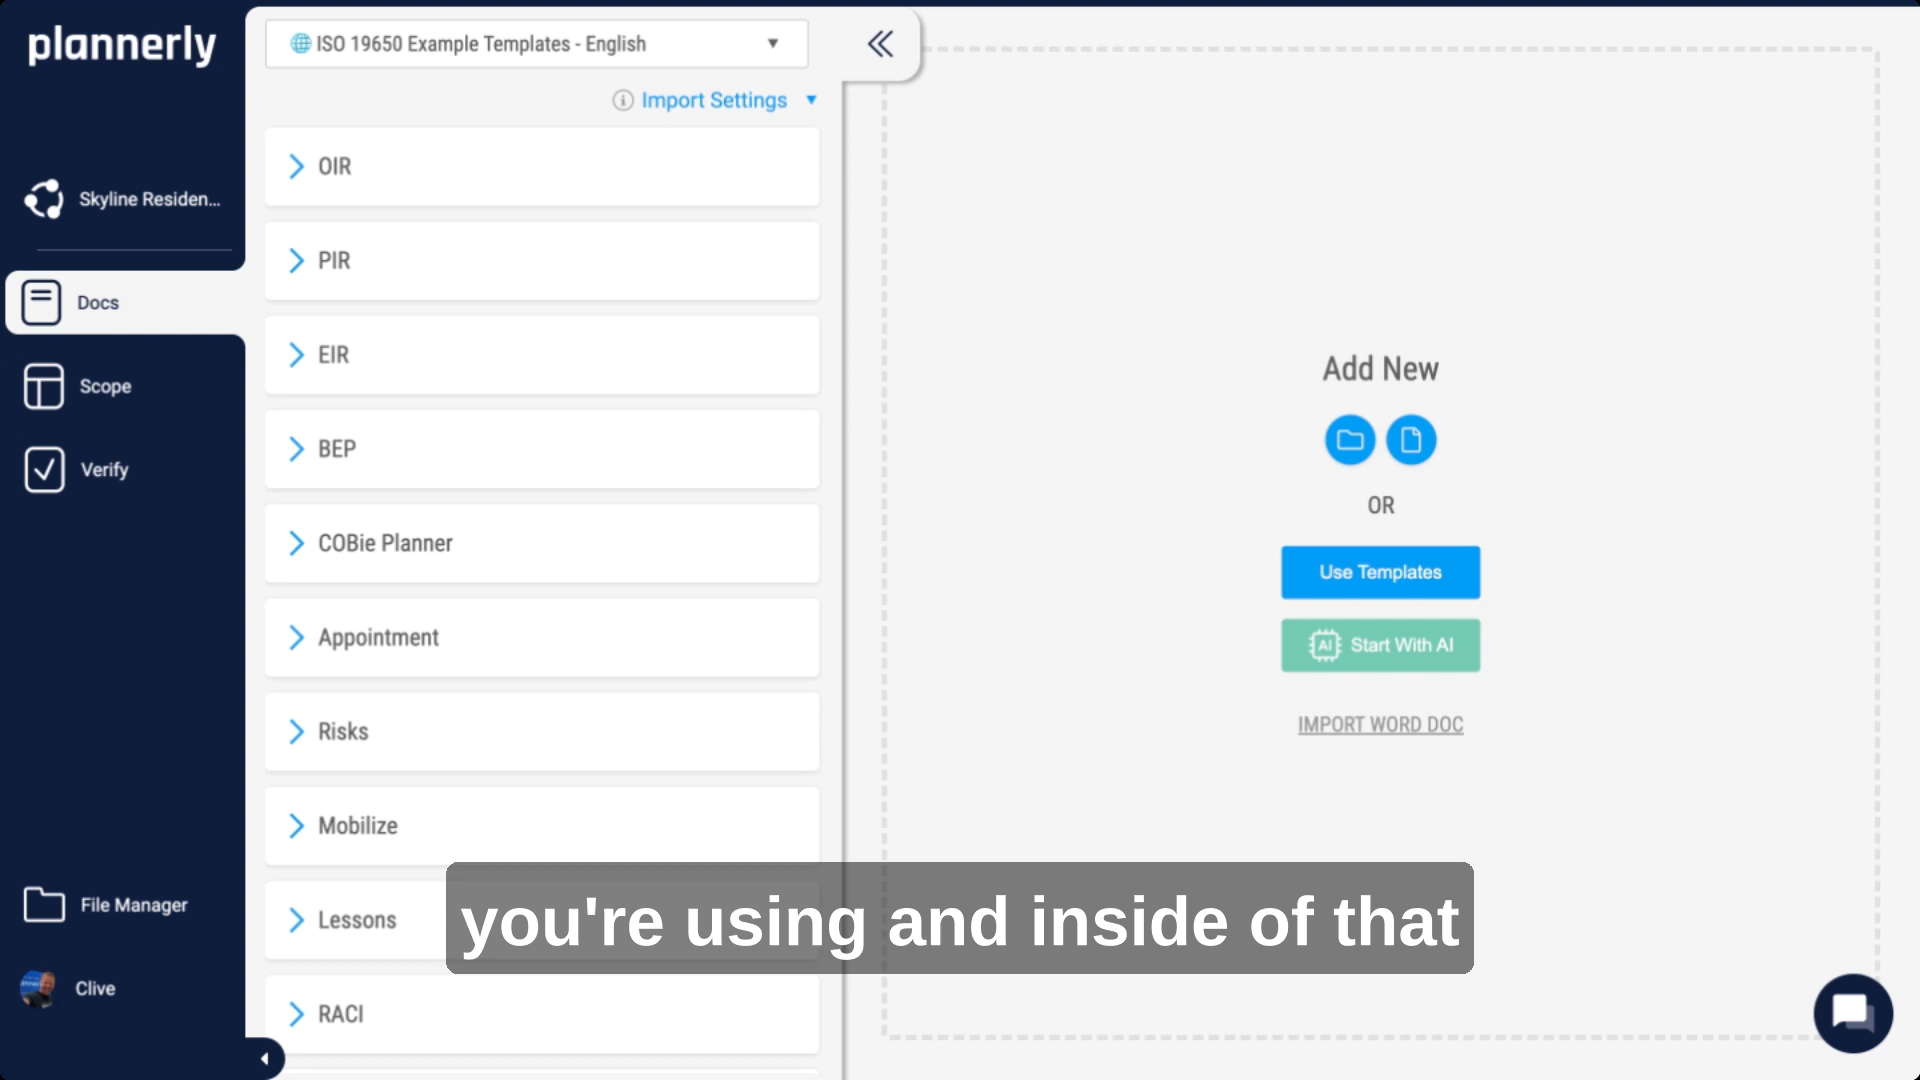 plannerly
Skyline Residen...
Docs
Scope
Verify
File Manager
Clive
ISO 19650 Example Templates - English
Import Settings
OIR
PIR
EIR
BEP
COBie Planner
Appointment
Risks
Mobilize
Lessons
RACI
Add New
OR
Use Templates
AI Start With AI
IMPORT WORD DOC
you're using and inside of that